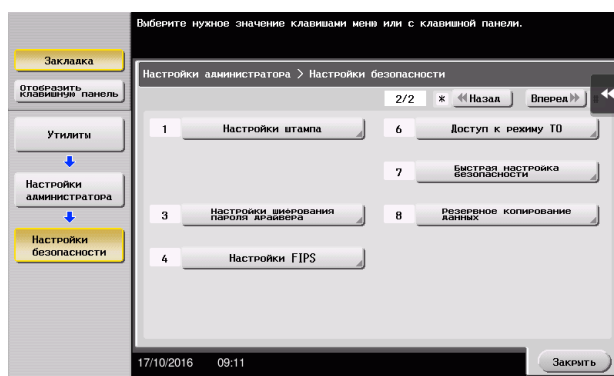 Выберите нужное значение клавишами меню или с клавишной панели.
Закладка
Отобразить
клавишную панель
Утилиты
Настройки
администратора
Настройки
безопасности
Настройки администратора > Настройки безопасности
2/2 * Назад Вперед
1 Настройки штампа
6 Доступ к режиму ТО
7 Быстрая настройка
безопасности
3 Настройки шифрования
пароля драйвера
8 Резервное копирование
данных
4 Настройки FIPS
17/10/2016 09:11
Закрыть